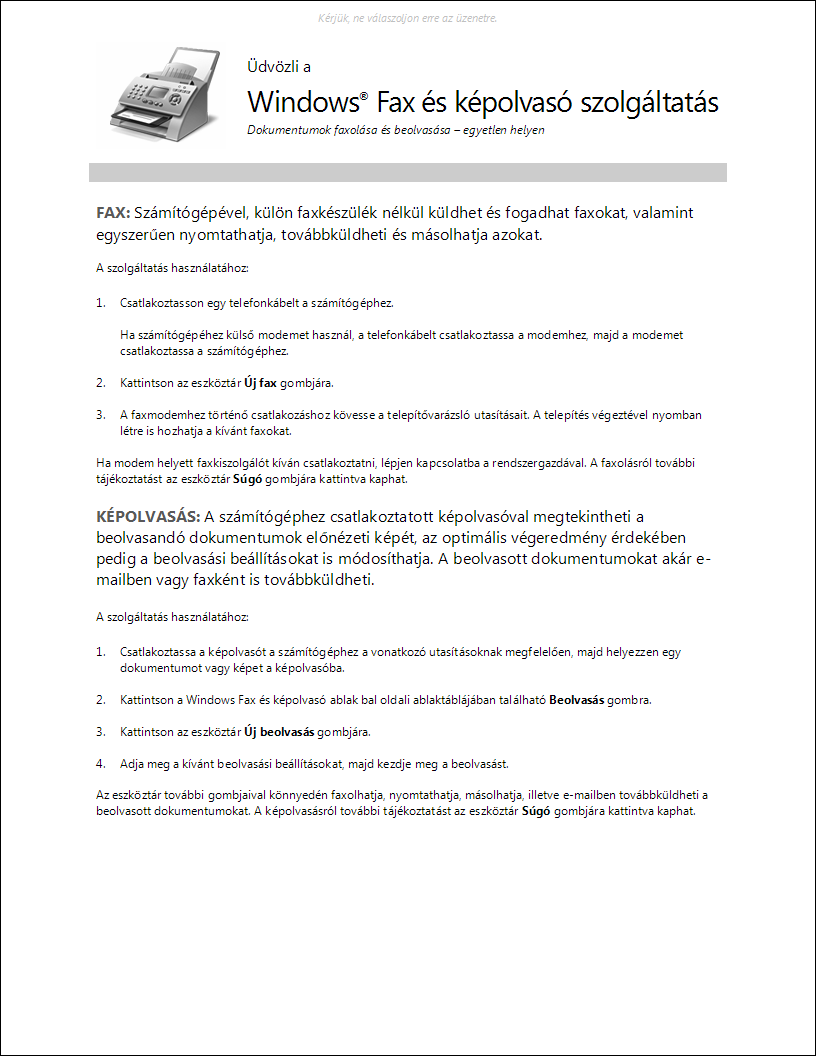 Kérjük, ne válaszoljon erre az üzenetre.
Üdvözli a
Windows® Fax és képolvasó szolgáltatás
Dokumentumok faxolása és beolvasása – egyetlen helyen
FAX: Számítógépével, külön faxkészülék nélkül küldhet és fogadhat faxokat, valamint
egyszerűen nyomtathatja, továbbküldheti és másolhatja azokat.
A szolgáltatás használatához:
1. Csatlakoztasson egy telefonkábelt a számítógéphez.
Ha számítógépéhez külső modemet használ, a telefonkábelt csatlakoztassa a modemhez, majd a modemet
csatlakoztassa a számítógéphez.
2. Kattintson az eszköztár Új fax gombjára.
3. A faxmodemhez történő csatlakozáshoz kövesse a telepítővarázsló utasításait. A telepítés végeztével nyomban
létre is hozhatja a kívánt faxokat.
Ha modem helyett faxkiszolgálót kíván csatlakoztatni, lépjen kapcsolatba a rendszergazdával. A faxolásról további
tájékoztatást az eszköztár Súgó gombjára kattintva kaphat.
KÉPOLVASÁS: A számítógéphez csatlakoztatott képolvasóval megtekintheti a
beolvasandó dokumentumok előnézeti képét, az optimális végeredmény érdekében
pedig a beolvasási beállításokat is módosíthatja. A beolvasott dokumentumokat akár e-
mailben vagy faxként is továbbküldheti.
A szolgáltatás használatához:
1. Csatlakoztassa a képolvasót a számítógéphez a vonatkozó utasításoknak megfelelően, majd helyezzen egy
dokumentumot vagy képet a képolvasóba.
2. Kattintson a Windows Fax és képolvasó ablak bal oldali ablaktáblájában található Beolvasás gombra.
3. Kattintson az eszköztár Új beolvasás gombjára.
4. Adja meg a kívánt beolvasási beállításokat, majd kezdje meg a beolvasást.
Az eszköztár további gombjaival könnyedén faxolhatja, nyomtathatja, másolhatja, illetve e-mailben továbbküldheti a
beolvasott dokumentumokat. A képolvasásról további tájékoztatást az eszköztár Súgó gombjára kattintva kaphat.